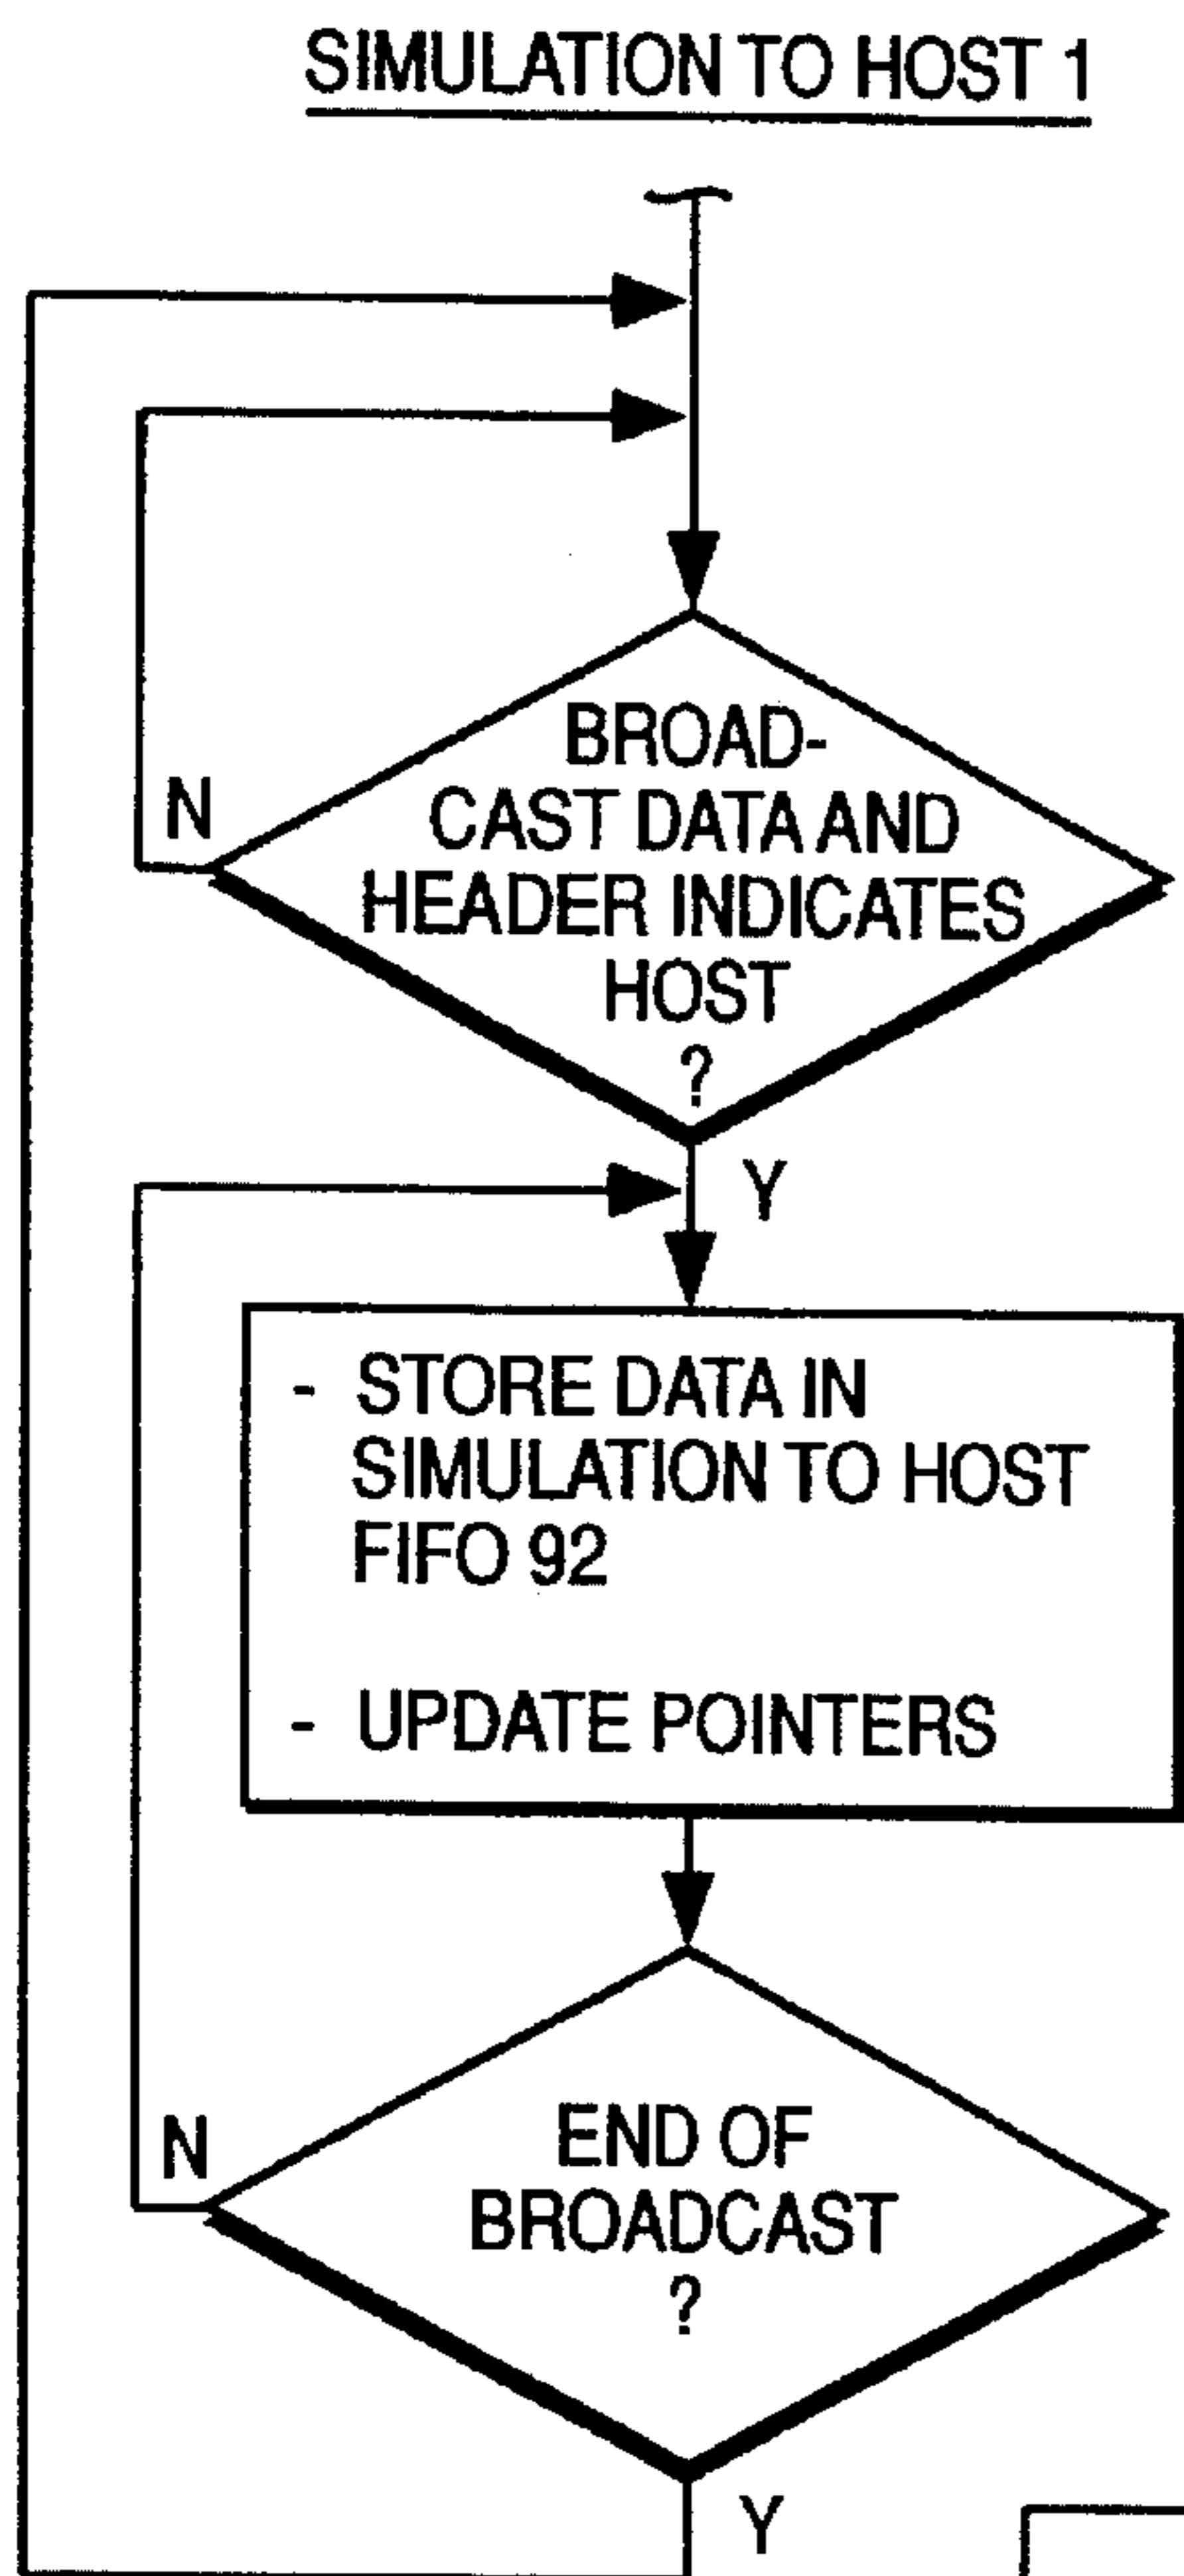 SIMULATION TO HOST 1
BROAD-
CAST DATA AND
HEADER INDICATES
HOST
?
N
Y
- STORE DATA IN
SIMULATION TO HOST
FIFO 92
- UPDATE POINTERS
END OF
BROADCAST
?
N
Y